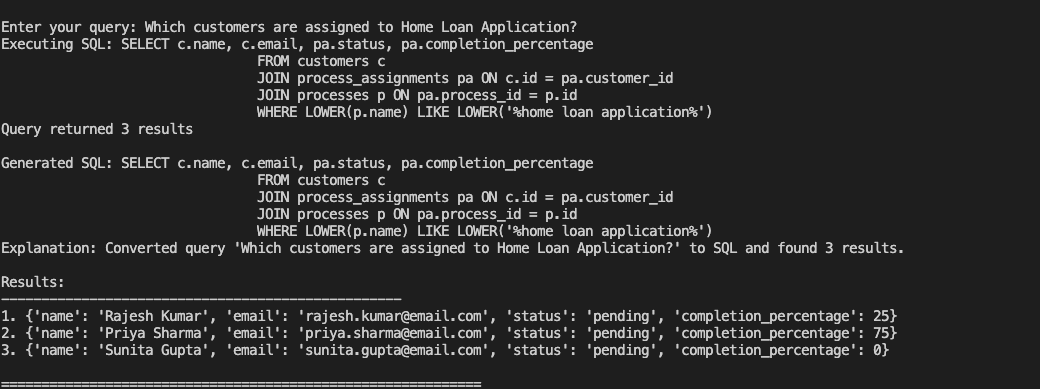 Enter your query: Which customers are assigned to Home Loan Application?
Executing SQL: SELECT c.name, c.email, pa.status, pa.completion_percentage
FROM customers c
JOIN process_assignments pa ON c.id = pa.customer_id
JOIN processes p ON pa.process_id = p.id
WHERE LOWER(p.name) LIKE LOWER('%home loan application%')
Query returned 3 results
Generated SQL: SELECT c.name, c.email, pa.status, pa.completion_percentage
FROM customers c
JOIN process_assignments pa ON c.id = pa.customer_id
JOIN processes p ON pa.process_id = p.id
WHERE LOWER(p.name) LIKE LOWER('%home loan application%')
Explanation: Converted query 'Which customers are assigned to Home Loan Application?' to SQL and found 3 results.
Results:
--------------------------------------------------
1. {'name': 'Rajesh Kumar', 'email': 'rajesh.kumar@email.com', 'status': 'pending', 'completion_percentage': 25}
2. {'name': 'Priya Sharma', 'email': 'priya.sharma@email.com', 'status': 'pending', 'completion_percentage': 75}
3. {'name': 'Sunita Gupta', 'email': 'sunita.gupta@email.com', 'status': 'pending', 'completion_percentage': 0}
============================================================